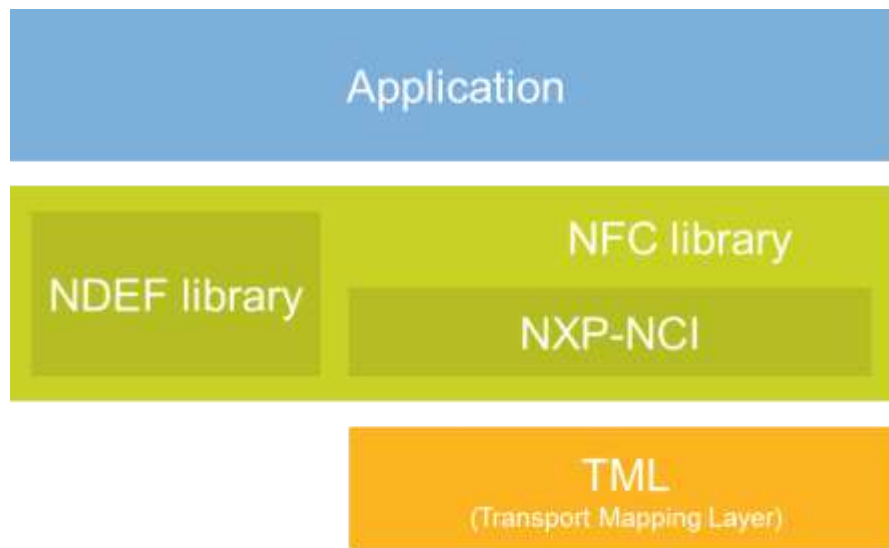 Application
NFC library
NDEF library
NXP-NCI
TML
(Transport Mapping Layer)